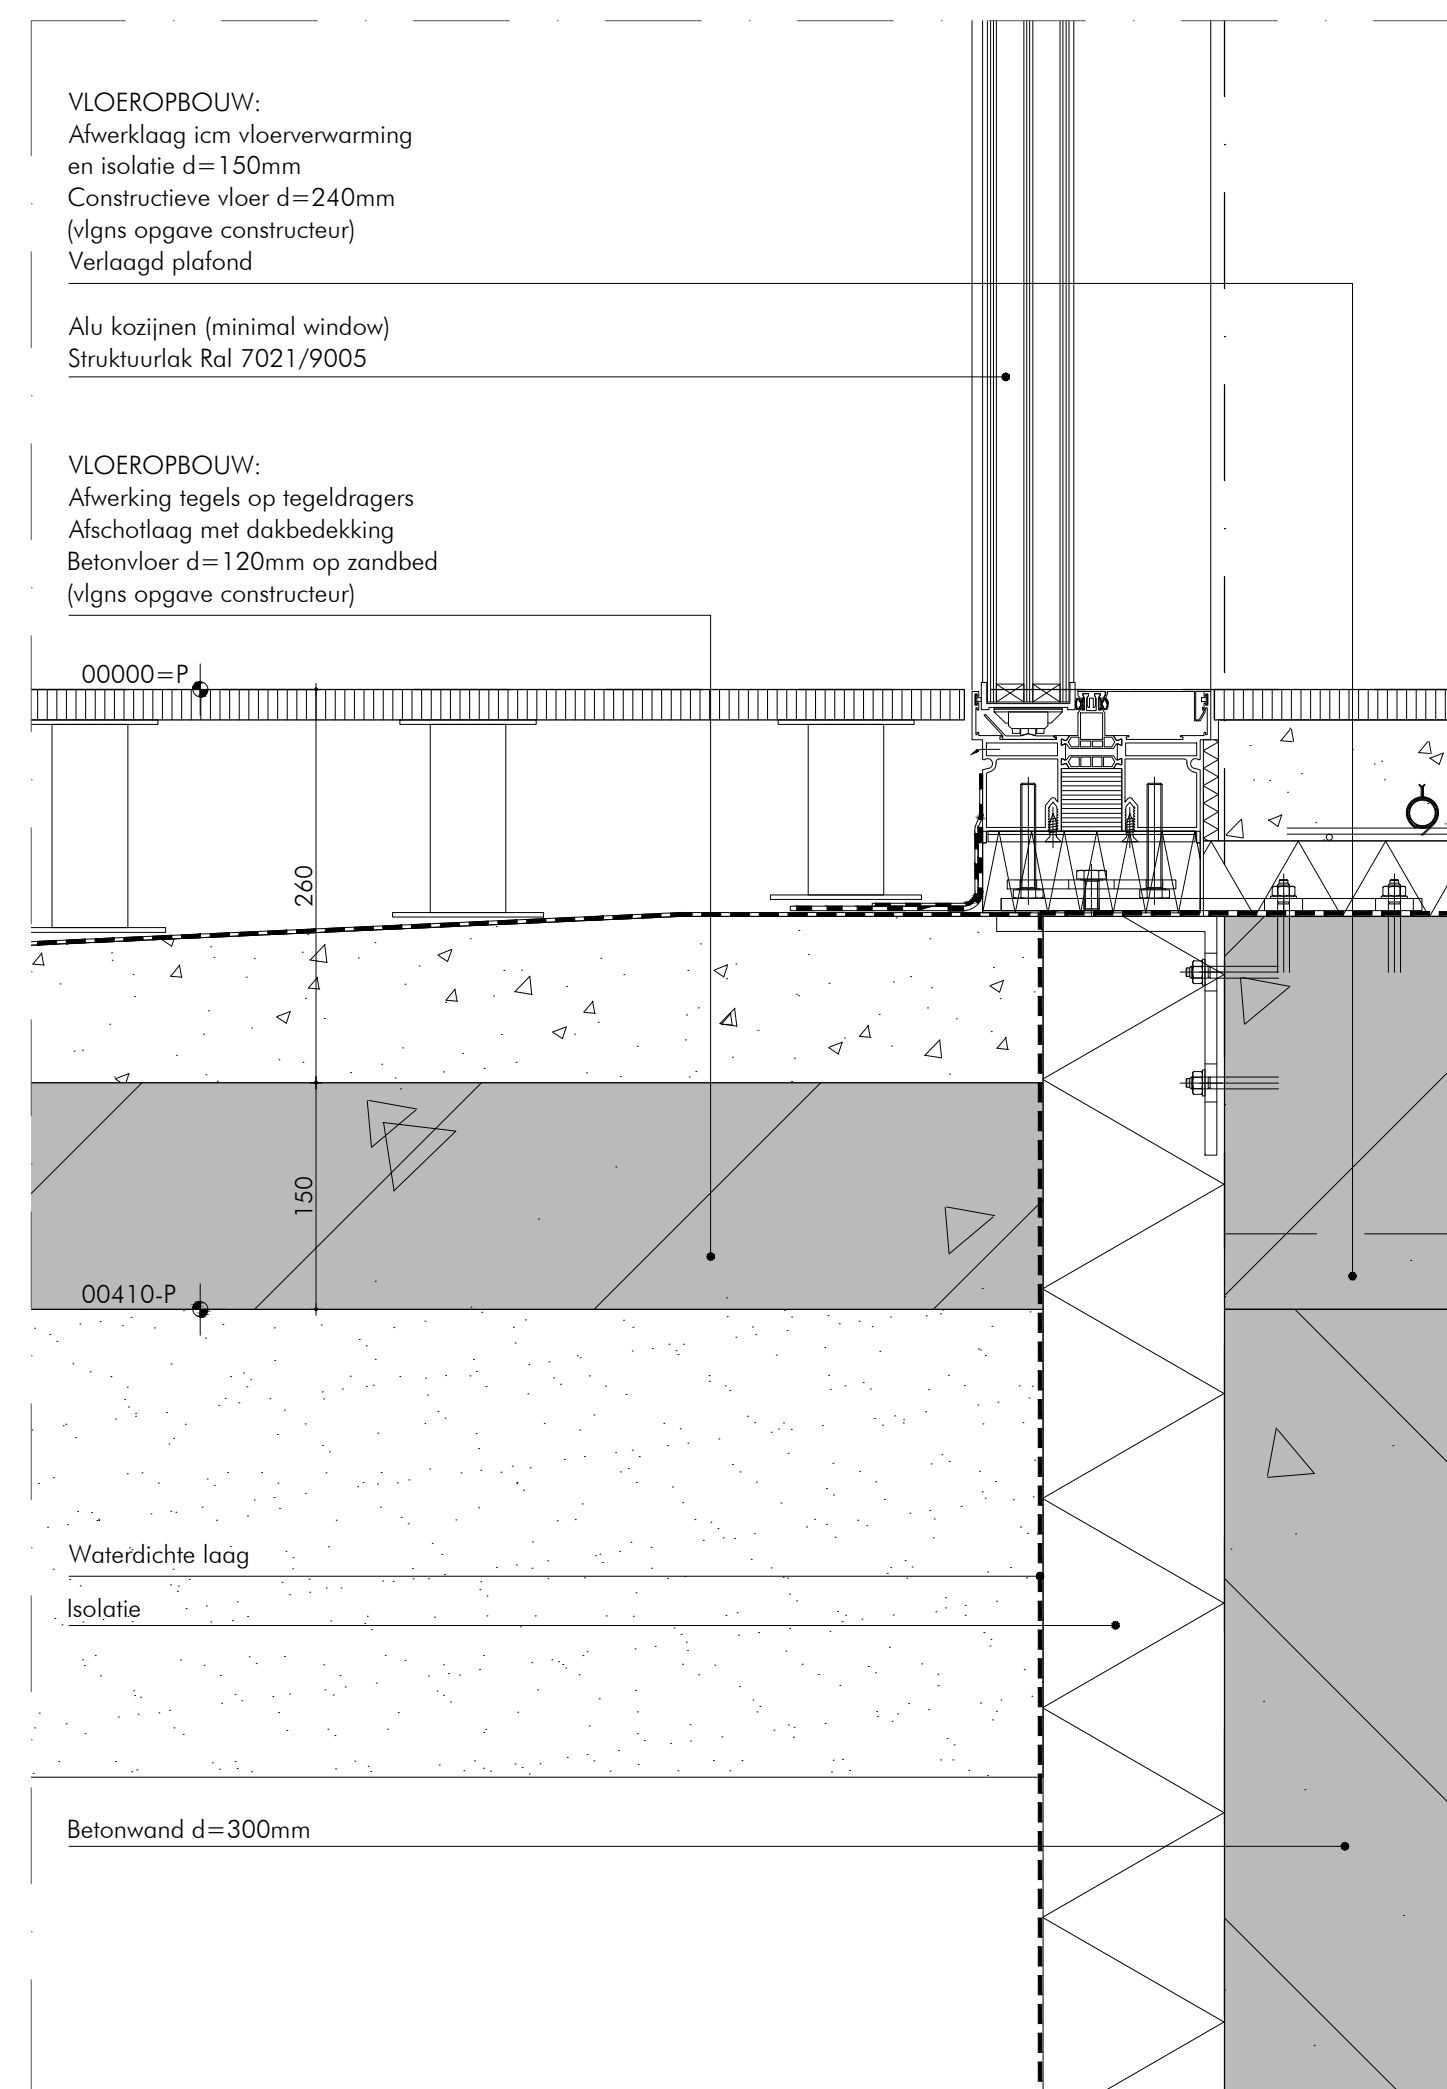 VLOEROPBOUW:
Afwerklaag icm vloerverwarming
en isolatie d=150mm
Constructieve vloer d=240mm
(vlgns opgave constructeur)
Verlaagd plafond
Alu kozijnen (minimal window)
Struktuurlak Ral 7021/9005
VLOEROPBOUW:
Afwerking tegels op tegeldragers
Afschotlaag met dakbedekking
Betonvloer d=120mm op zandbed
(vlgns opgave constructeur)
00000=P
260
150
00410-P
Waterdichte laag
Isolatie
Betonwand d=300mm